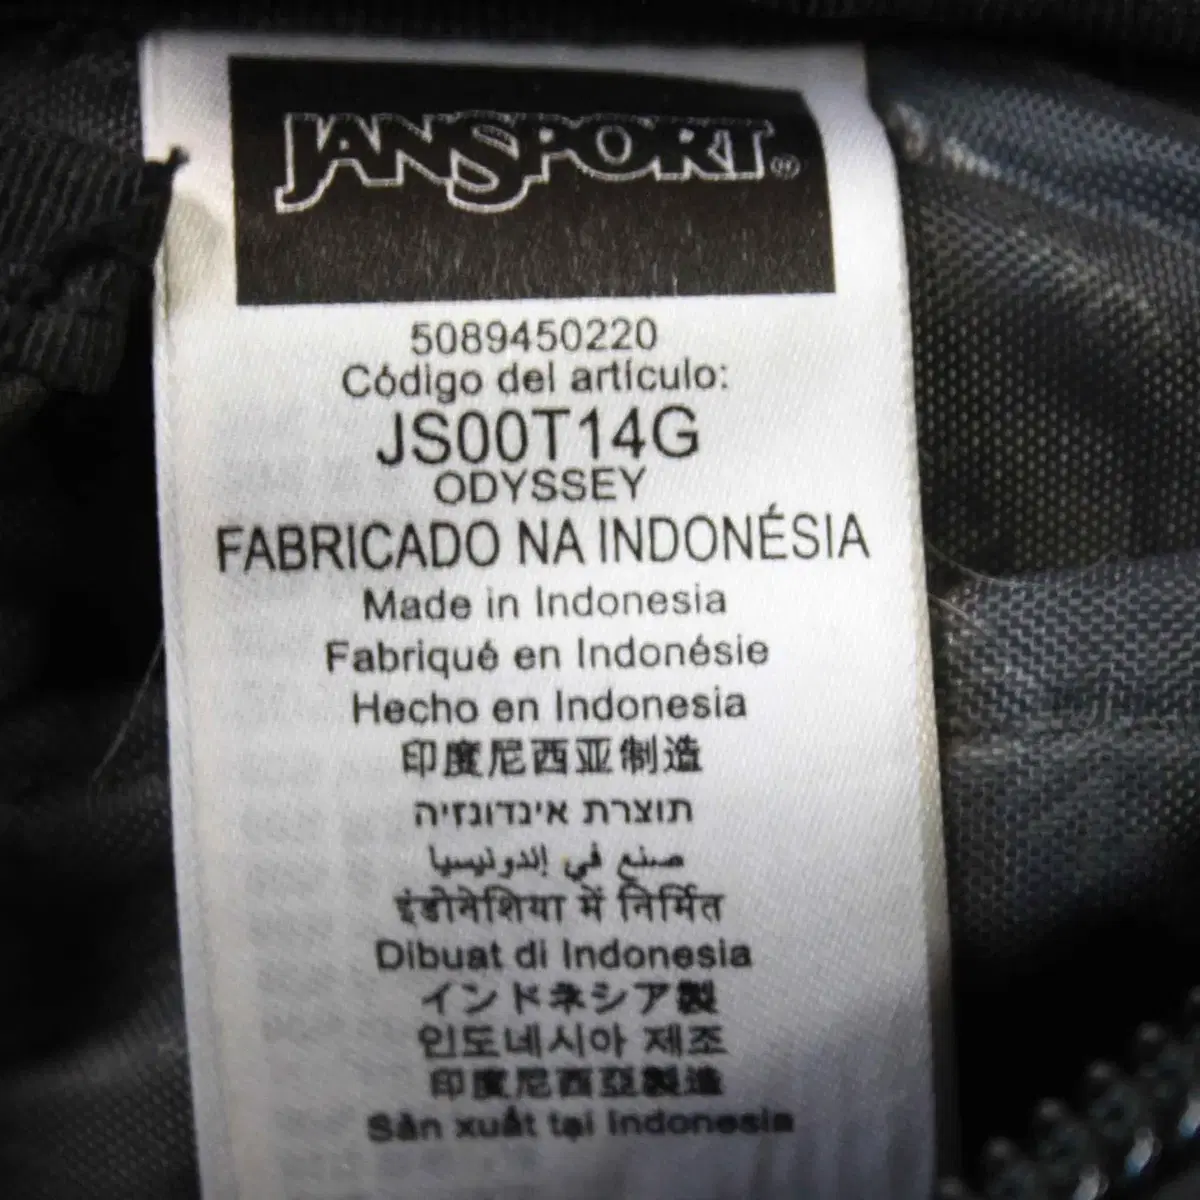 JANSPORT®
5089450220
Código del artículo:
JS00T14G
ODYSSEY
FABRICADO NA INDONÉSIA
Made in Indonesia
Fabriqué en Indonésie
Hecho en Indonesia
印度尼西亚制造
תוצרת אינדונזיה
صنع في إندونيسيا
इंडोनेशिया में निर्मित
Dibuat di Indonesia
インドネシア製
인도네시아 제조
印度尼西亞製造
Sản xuất tại Indonesia